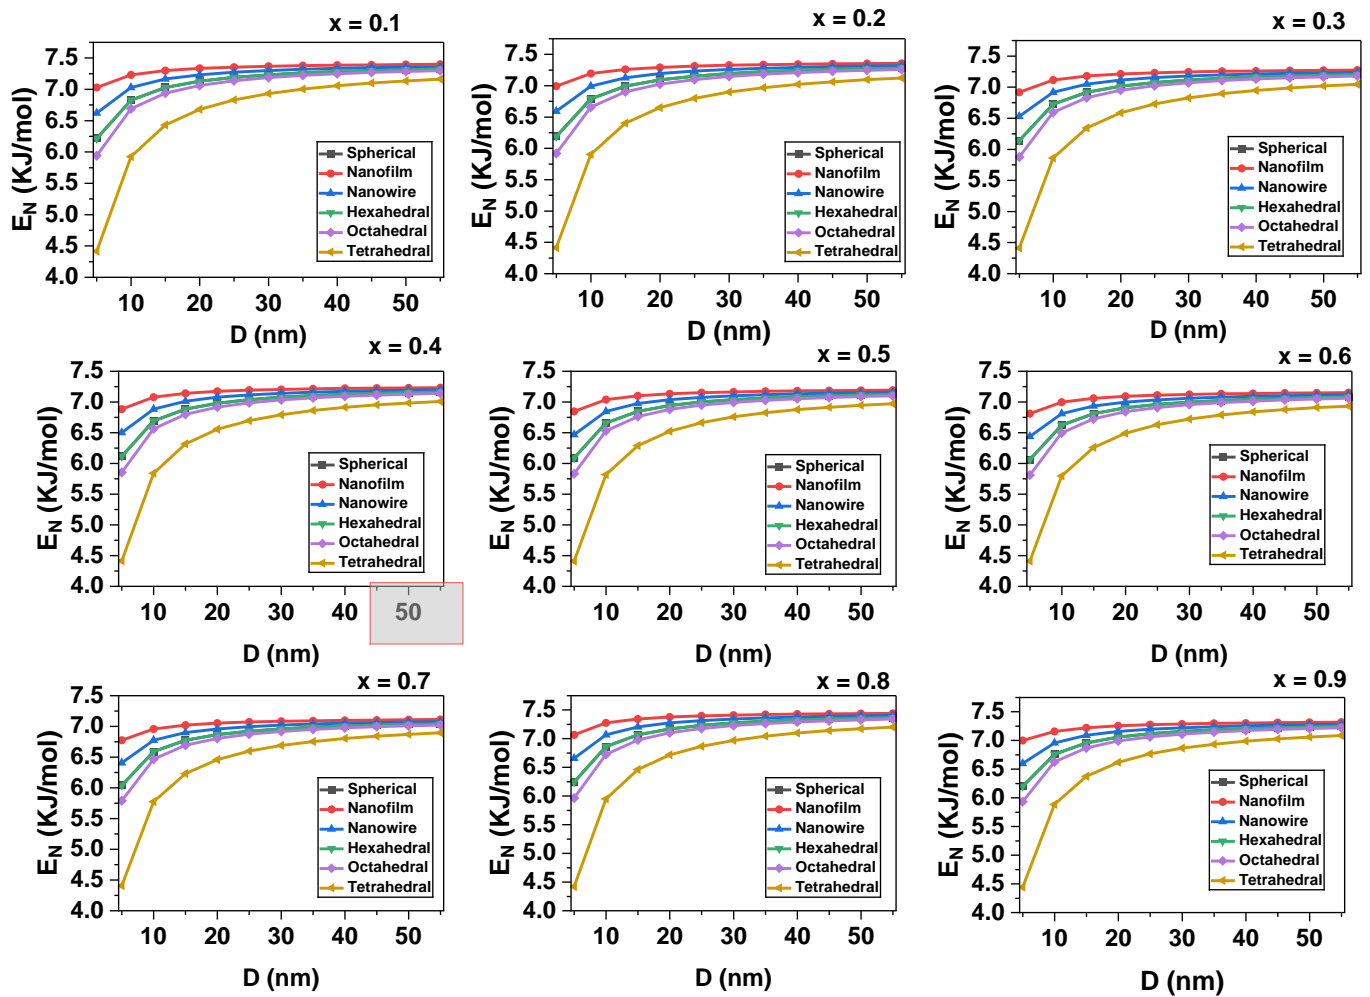 x = 0.1
7.5
7.0
6.5
6.0
5.5
5.0
4.5
4.0
E_N (KJ/mol)
Spherical
Nanofilm
Nanowire
Hexahedral
Octahedral
Tetrahedral
10 20 30 40 50
D (nm)
x = 0.2
7.5
7.0
6.5
6.0
5.5
5.0
4.5
4.0
E_N (KJ/mol)
Spherical
Nanofilm
Nanowire
Hexahedral
Octahedral
Tetrahedral
10 20 30 40 50
D (nm)
x = 0.3
7.5
7.0
6.5
6.0
5.5
5.0
4.5
4.0
E_N (KJ/mol)
Spherical
Nanofilm
Nanowire
Hexahedral
Octahedral
Tetrahedral
10 20 30 40 50
D (nm)
x = 0.4
7.5
7.0
6.5
6.0
5.5
5.0
4.5
4.0
E_N (KJ/mol)
Spherical
Nanofilm
Nanowire
Hexahedral
Octahedral
Tetrahedral
10 20 30 40 50
D (nm)
x = 0.5
7.5
7.0
6.5
6.0
5.5
5.0
4.5
4.0
E_N (KJ/mol)
Spherical
Nanofilm
Nanowire
Hexahedral
Octahedral
Tetrahedral
10 20 30 40 50
D (nm)
x = 0.6
7.5
7.0
6.5
6.0
5.5
5.0
4.5
4.0
E_N (KJ/mol)
Spherical
Nanofilm
Nanowire
Hexahedral
Octahedral
Tetrahedral
10 20 30 40 50
D (nm)
x = 0.7
7.5
7.0
6.5
6.0
5.5
5.0
4.5
4.0
E_N (KJ/mol)
Spherical
Nanofilm
Nanowire
Hexahedral
Octahedral
Tetrahedral
10 20 30 40 50
D (nm)
x = 0.8
7.5
7.0
6.5
6.0
5.5
5.0
4.5
4.0
E_N (KJ/mol)
Spherical
Nanofilm
Nanowire
Hexahedral
Octahedral
Tetrahedral
10 20 30 40 50
D (nm)
x = 0.9
7.5
7.0
6.5
6.0
5.5
5.0
4.5
4.0
E_N (KJ/mol)
Spherical
Nanofilm
Nanowire
Hexahedral
Octahedral
Tetrahedral
10 20 30 40 50
D (nm)